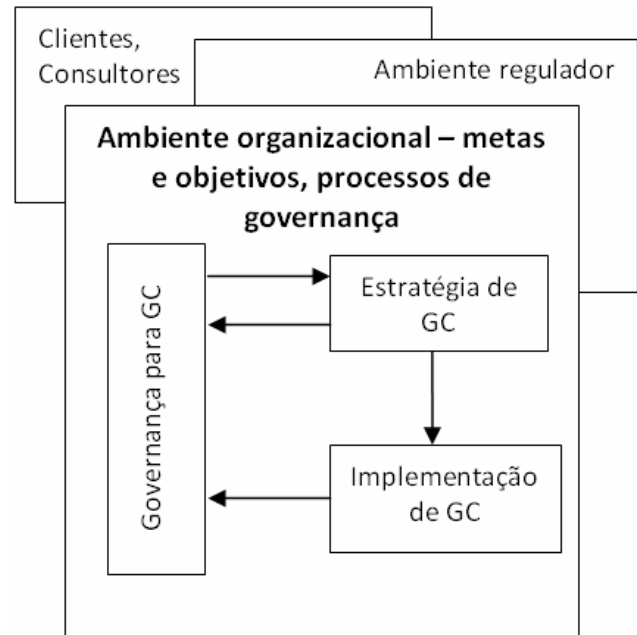 Clientes,
Consultores
Ambiente regulador
Ambiente organizacional – metas
e objetivos, processos de
governança
Governança para GC
Estratégia de
GC
Implementação
de GC